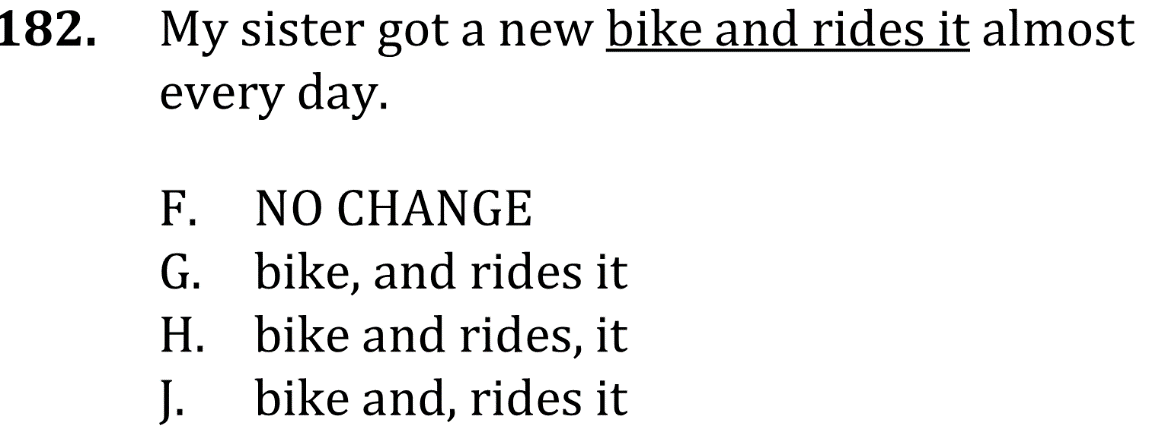 182. My sister got a new bike and rides it almost
every day.
F. NO CHANGE
G. bike, and rides it
H. bike and rides, it
J. bike and, rides it